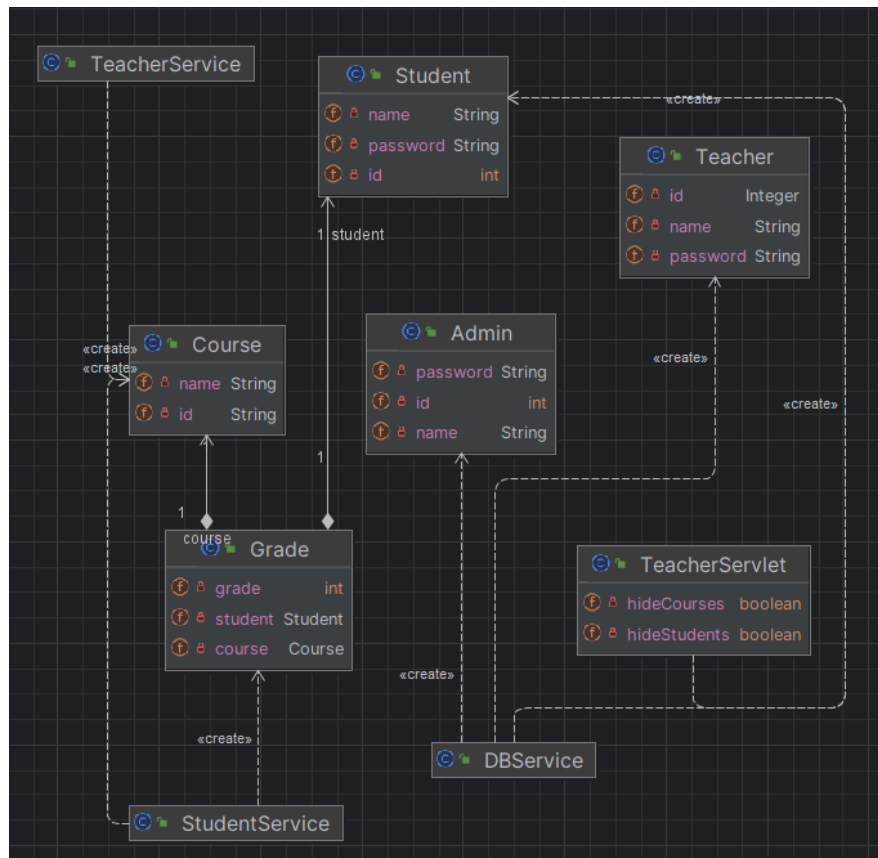 TeacherService
Student
name String
password String
id int
«create»
Teacher
id Integer
name String
password String
1 student
Course
name String
id String
«create»
«create»
Admin
password String
id int
name String
«create»
«create»
1
1
course
Grade
grade int
student Student
course Course
TeacherServlet
hideCourses boolean
hideStudents boolean
«create»
«create»
DBService
StudentService